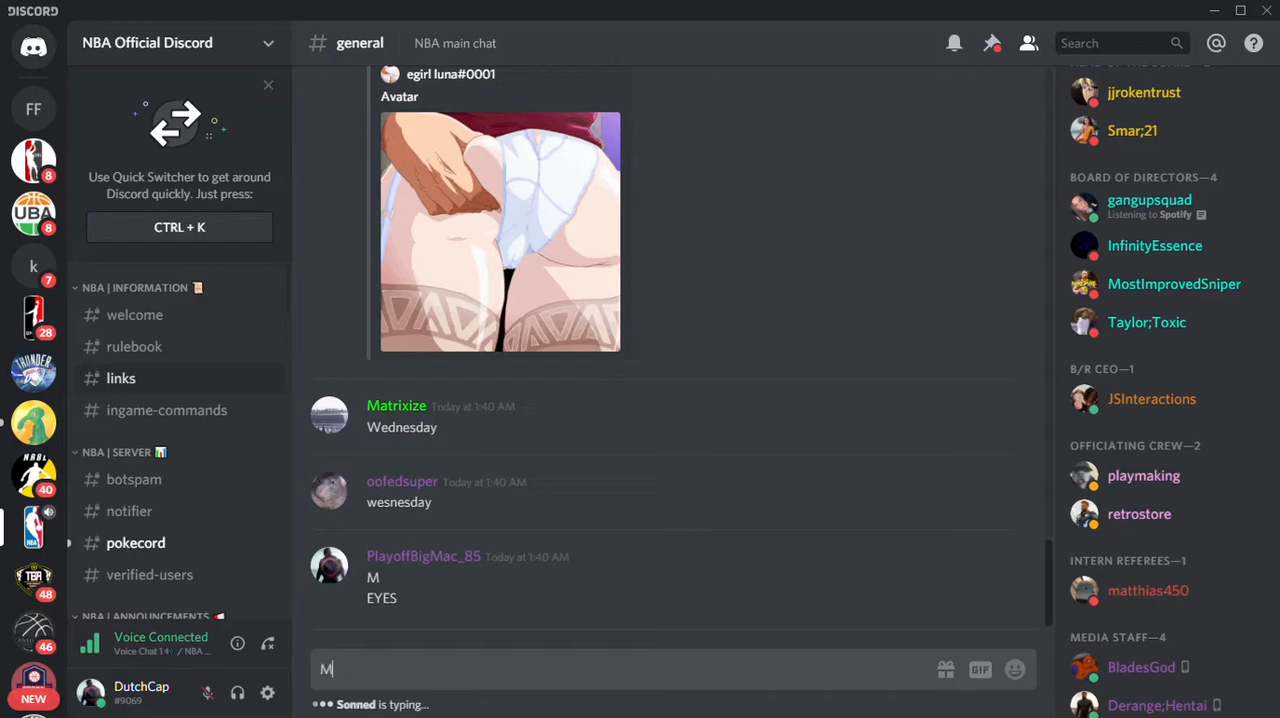 DISCORD
NBA Official Discord
general
NBA main chat
Search
FF
8
UBA
8
k
7
28
THUNDER
NRBL
40
TBA
48
46
NEW
Use Quick Switcher to get around
Discord quickly. Just press:
CTRL + K
NBA | INFORMATION 📜
welcome
rulebook
links
ingame-commands
NBA | SERVER 📊
botspam
notifier
pokecord
verified-users
NBA | ANNOUNCEMENTS 📢
Voice Connected
DutchCap
#9069
egirl luna#0001
Avatar
Matrixize Today at 1:40 AM
Wednesday
oofedsuper Today at 1:40 AM
wesnesday
PlayoffBigMac_85 Today at 1:40 AM
M
EYES
M
GIF
Sonned is typing...
jjrokentrust
Smar;21
BOARD OF DIRECTORS—4
gangupsquad
Listening to Spotify
InfinityEssence
MostImprovedSniper
Taylor;Toxic
B/R CEO—1
JSInteractions
OFFICIATING CREW—2
playmaking
retrostore
INTERN REFEREES—1
matthias450
MEDIA STAFF—4
BladesGod
Derange;Hentai